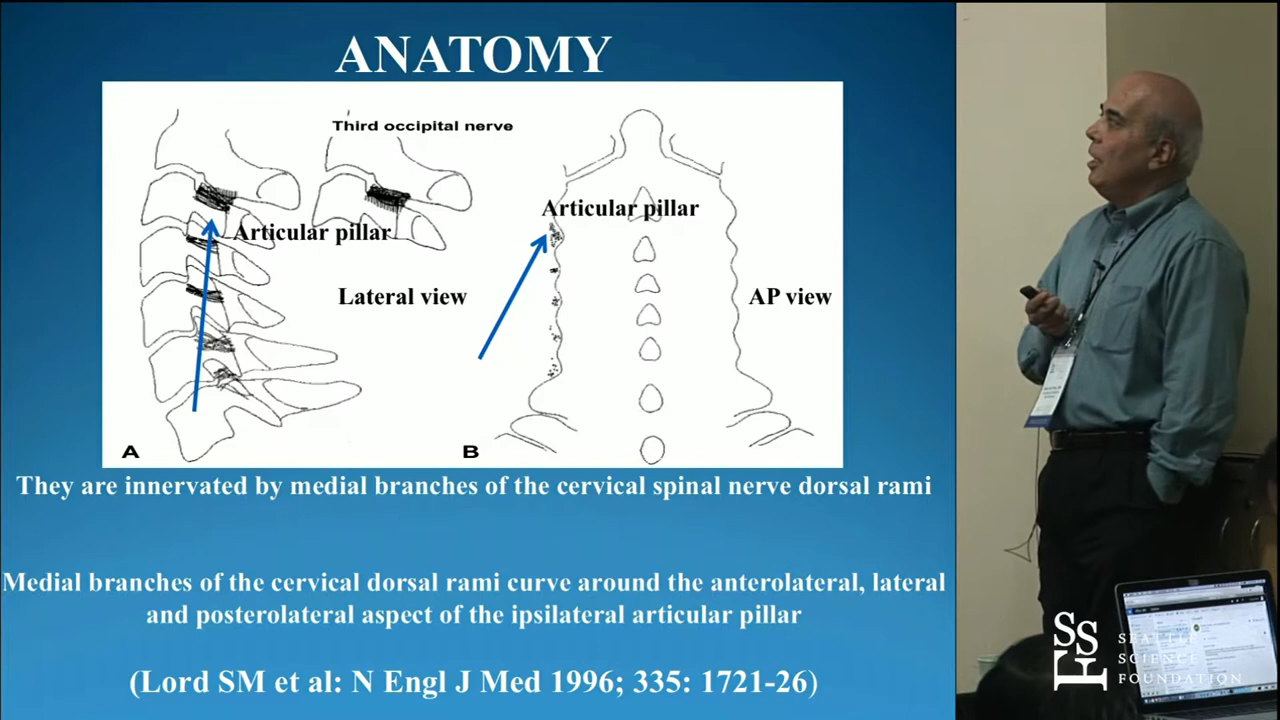 ANATOMY
Third occipital nerve
Articular pillar
Articular pillar
Lateral view
AP view
A
B
They are innervated by medial branches of the cervical spinal nerve dorsal rami
Medial branches of the cervical dorsal rami curve around the anterolateral, lateral
and posterolateral aspect of the ipsilateral articular pillar
(Lord SM et al: N Engl J Med 1996; 335: 1721-26)
SSF
SEATTLE
SCIENCE
FOUNDATION